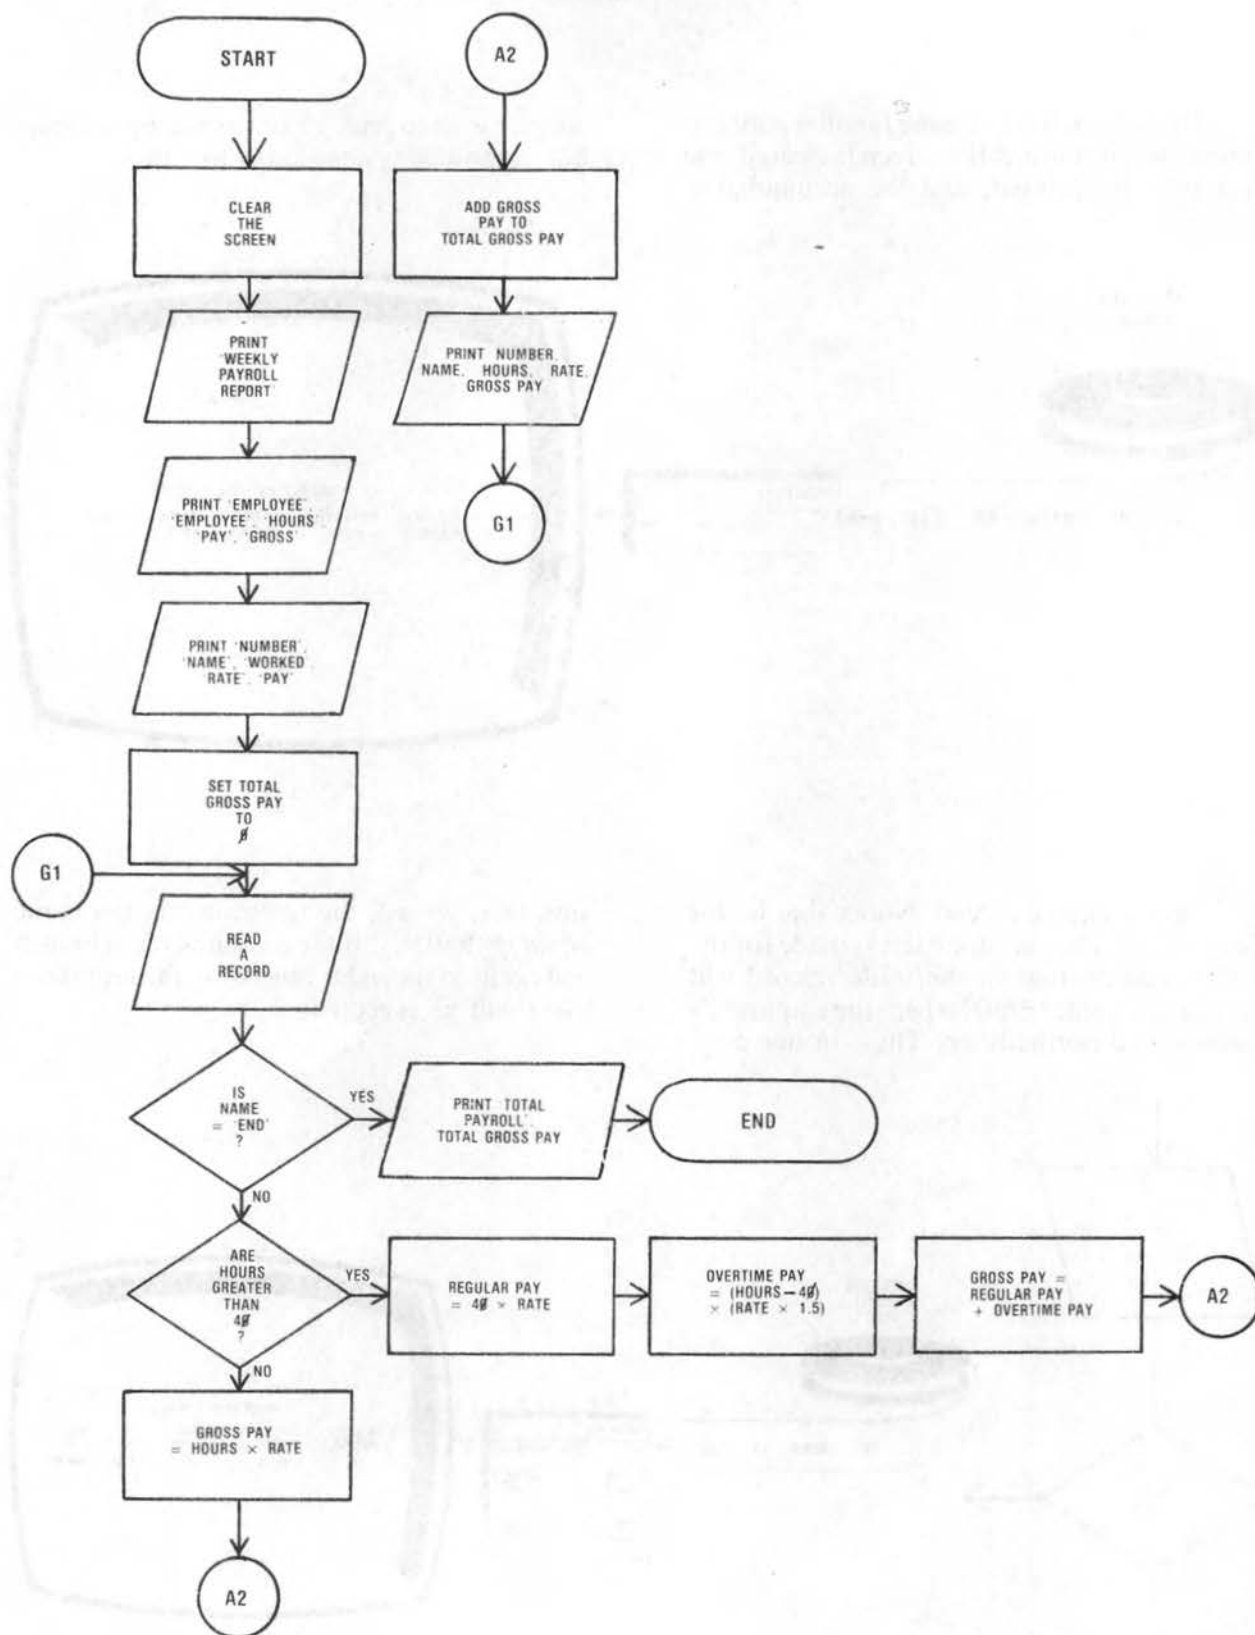 START
CLEAR
THE
SCREEN
PRINT
'WEEKLY
PAYROLL
REPORT'
PRINT 'EMPLOYEE',
'EMPLOYEE', 'HOURS',
'PAY', 'GROSS'
PRINT 'NUMBER',
'NAME', 'WORKED',
'RATE', 'PAY'
SET TOTAL
GROSS PAY
TO
0
G1
READ
A
RECORD
IS
NAME
= 'END'
?
YES
PRINT 'TOTAL
PAYROLL',
TOTAL GROSS PAY
END
NO
ARE
HOURS
GREATER
THAN
40
?
YES
REGULAR PAY
= 40 × RATE
OVERTIME PAY
= (HOURS−40)
× (RATE × 1.5)
GROSS PAY =
REGULAR PAY
+ OVERTIME PAY
A2
NO
GROSS PAY
= HOURS × RATE
A2
A2
ADD GROSS
PAY TO
TOTAL GROSS PAY
PRINT NUMBER,
NAME, HOURS, RATE,
GROSS PAY
G1